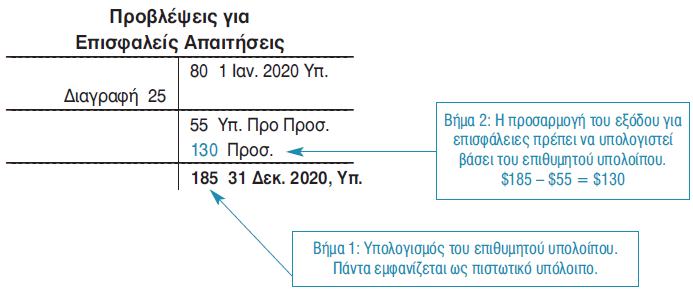 Προβλέψεις για
Επισφαλείς Απαιτήσεις
80 1 Ιαν. 2020 Υπ.
Διαγραφή 25
55 Υπ. Προ Προσ.
130 Προσ.
185 31 Δεκ. 2020, Υπ.
Βήμα 2: Η προσαρμογή του εξόδου για
επισφάλειες πρέπει να υπολογιστεί
βάσει του επιθυμητού υπολοίπου.
$185 – $55 = $130
Βήμα 1: Υπολογισμός του επιθυμητού υπολοίπου.
Πάντα εμφανίζεται ως πιστωτικό υπόλοιπο.